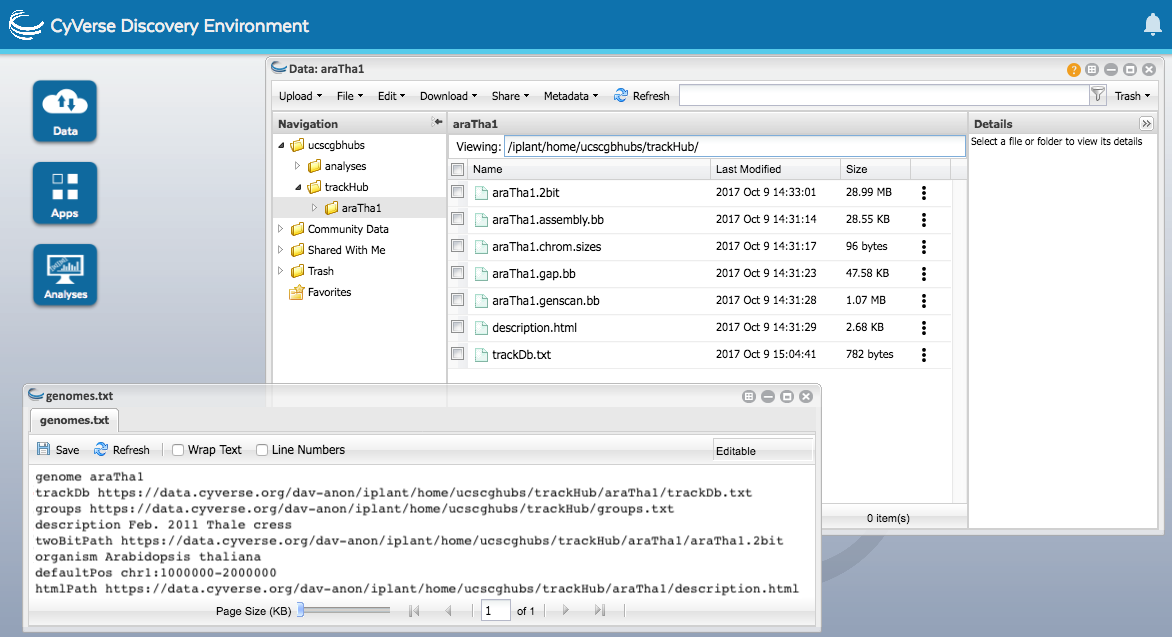 CyVerse Discovery Environment
Data
Apps
Analyses
Data: araTha1
?
Upload File Edit Download Share Metadata Refresh Trash
Navigation
ucscgbhubs
analyses
trackHub
araTha1
Community Data
Shared With Me
Trash
Favorites
araTha1
Viewing: /iplant/home/ucscgbhubs/trackHub/
Name Last Modified Size
araTha1.2bit 2017 Oct 9 14:33:01 28.99 MB
araTha1.assembly.bb 2017 Oct 9 14:31:14 28.55 KB
araTha1.chrom.sizes 2017 Oct 9 14:31:17 96 bytes
araTha1.gap.bb 2017 Oct 9 14:31:23 47.58 KB
araTha1.genscan.bb 2017 Oct 9 14:31:28 1.07 MB
description.html 2017 Oct 9 14:31:29 2.68 KB
trackDb.txt 2017 Oct 9 15:04:41 782 bytes
0 item(s)
Details
Select a file or folder to view its details
genomes.txt
genomes.txt
Save Refresh Wrap Text Line Numbers Editable
genome araTha1
trackDb https://data.cyverse.org/dav-anon/iplant/home/ucscghubs/trackHub/araTha1/trackDb.txt
groups https://data.cyverse.org/dav-anon/iplant/home/ucscghubs/trackHub/groups.txt
description Feb. 2011 Thale cress
twoBitPath https://data.cyverse.org/dav-anon/iplant/home/ucscghubs/trackHub/araTha1/araTha1.2bit
organism Arabidopsis thaliana
defaultPos chr1:1000000-2000000
htmlPath https://data.cyverse.org/dav-anon/iplant/home/ucscghubs/trackHub/araTha1/description.html
Page Size (KB) 1 of 1